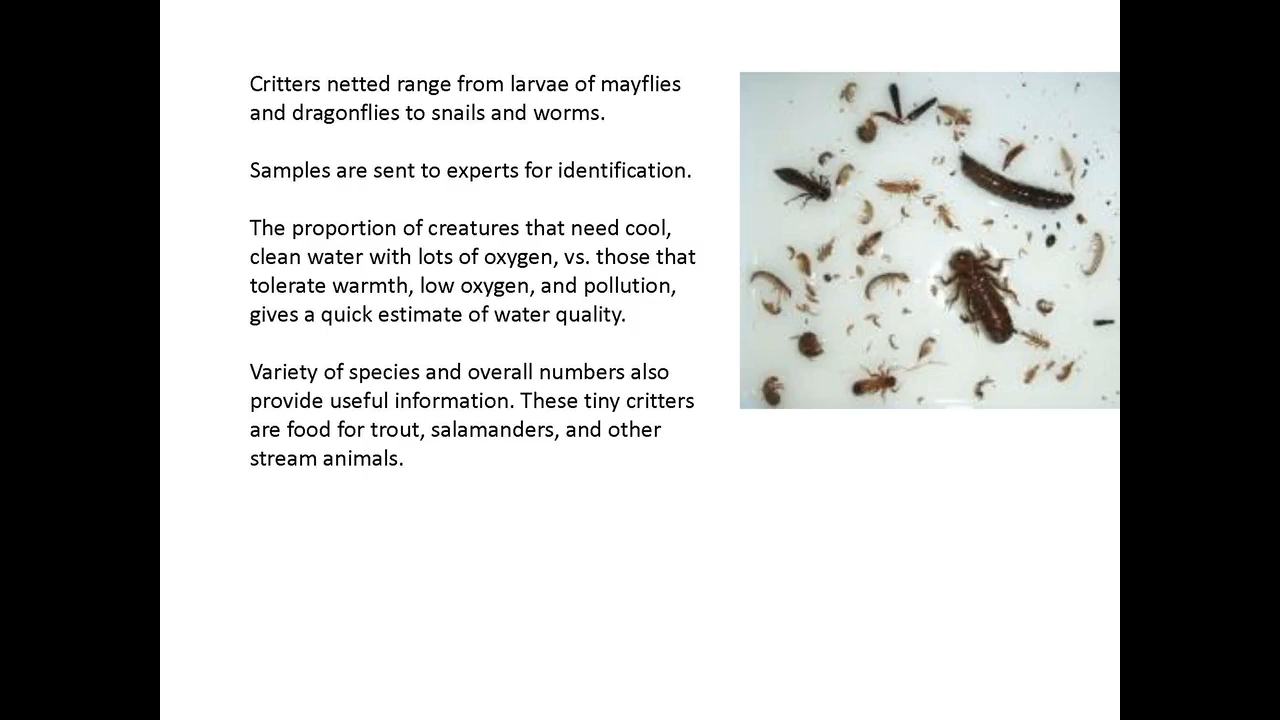 Critters netted range from larvae of mayflies
and dragonflies to snails and worms.
Samples are sent to experts for identification.
The proportion of creatures that need cool,
clean water with lots of oxygen, vs. those that
tolerate warmth, low oxygen, and pollution,
gives a quick estimate of water quality.
Variety of species and overall numbers also
provide useful information. These tiny critters
are food for trout, salamanders, and other
stream animals.